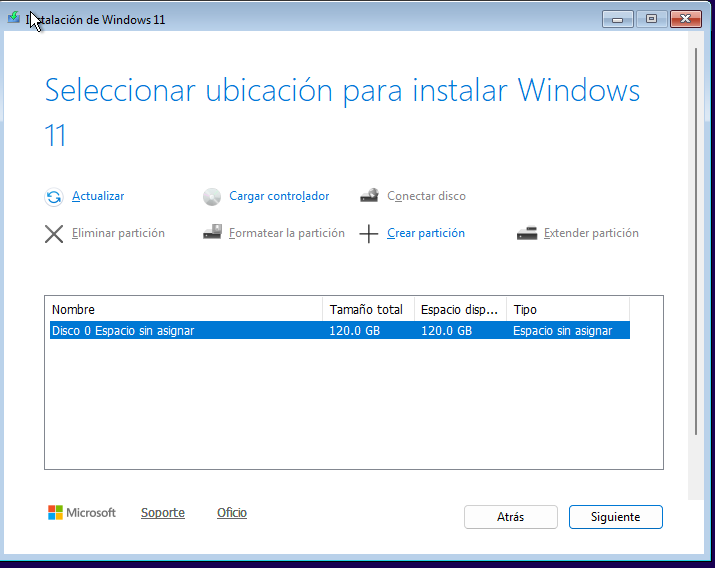 Instalación de Windows 11
Seleccionar ubicación para instalar Windows
11
Actualizar
Cargar controlador
Conectar disco
Eliminar partición
Formatear la partición
Crear partición
Extender partición
Nombre Tamaño total Espacio disp... Tipo
Disco 0 Espacio sin asignar 120.0 GB 120.0 GB Espacio sin asignar
Microsoft Soporte Oficio
Atrás Siguiente